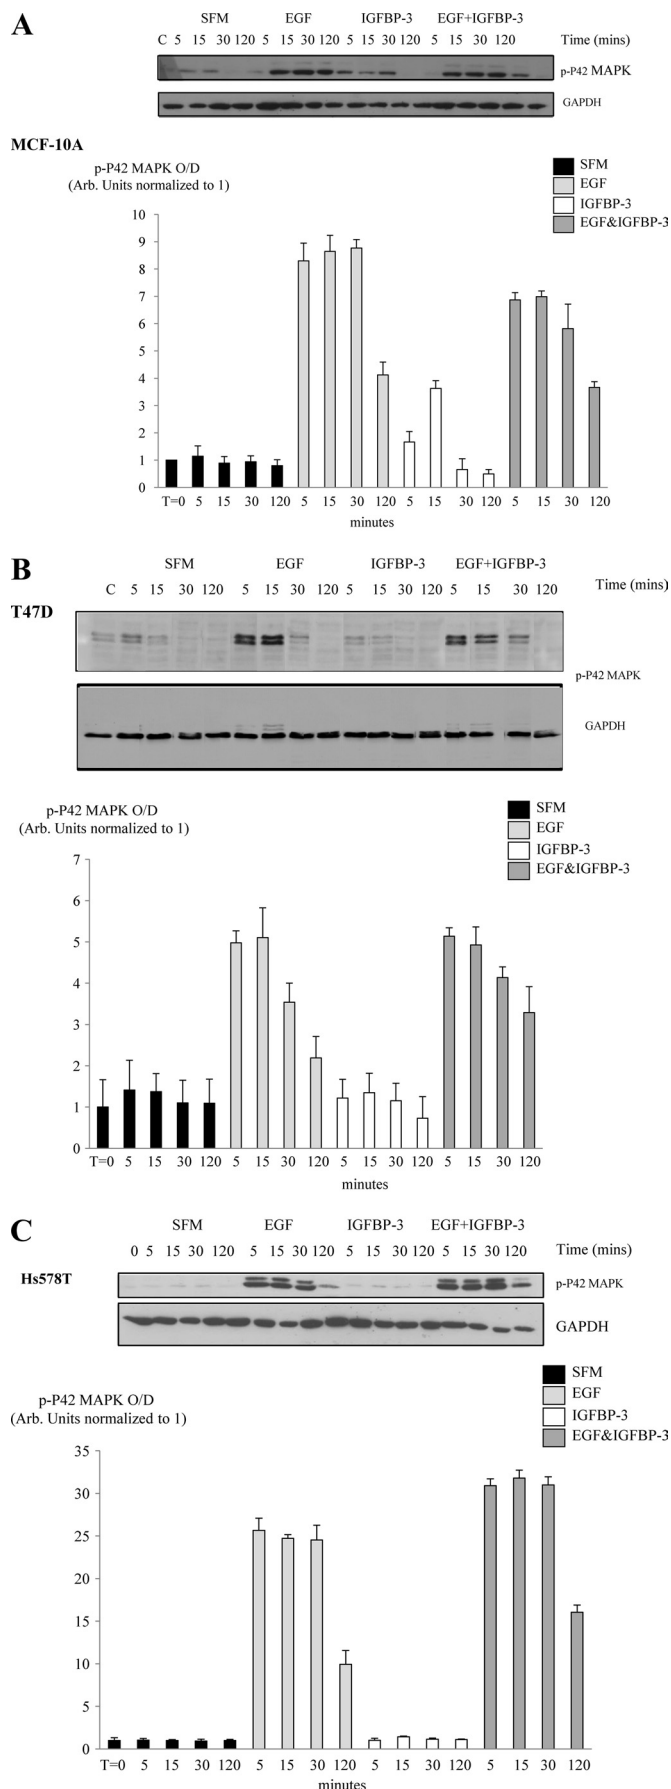 A
SFM EGF IGFBP-3 EGF+IGFBP-3
C 5 15 30 120 5 15 30 120 5 15 30 120 5 15 30 120 Time (mins)
p-P42 MAPK
GAPDH
MCF-10A
p-P42 MAPK O/D
(Arb. Units normalized to 1)
SFM
EGF
IGFBP-3
EGF&IGFBP-3
10
9
8
7
6
5
4
3
2
1
0
T=0 5 15 30 120 5 15 30 120 5 15 30 120 5 15 30 120
minutes
B
SFM EGF IGFBP-3 EGF+IGFBP-3
C 5 15 30 120 5 15 30 120 5 15 30 120 5 15 30 120 Time (mins)
T47D
p-P42 MAPK
GAPDH
p-P42 MAPK O/D
(Arb. Units normalized to 1)
SFM
EGF
IGFBP-3
EGF&IGFBP-3
7
6
5
4
3
2
1
0
T=0 5 15 30 120 5 15 30 120 5 15 30 120 5 15 30 120
minutes
C
SFM EGF IGFBP-3 EGF+IGFBP-3
0 5 15 30 120 5 15 30 120 5 15 30 120 5 15 30 120 Time (mins)
Hs578T
p-P42 MAPK
GAPDH
p-P42 MAPK O/D
(Arb. Units normalized to 1)
SFM
EGF
IGFBP-3
EGF&IGFBP-3
35
30
25
20
15
10
5
0
T=0 5 15 30 120 5 15 30 120 5 15 30 120 5 15 30 120
minutes